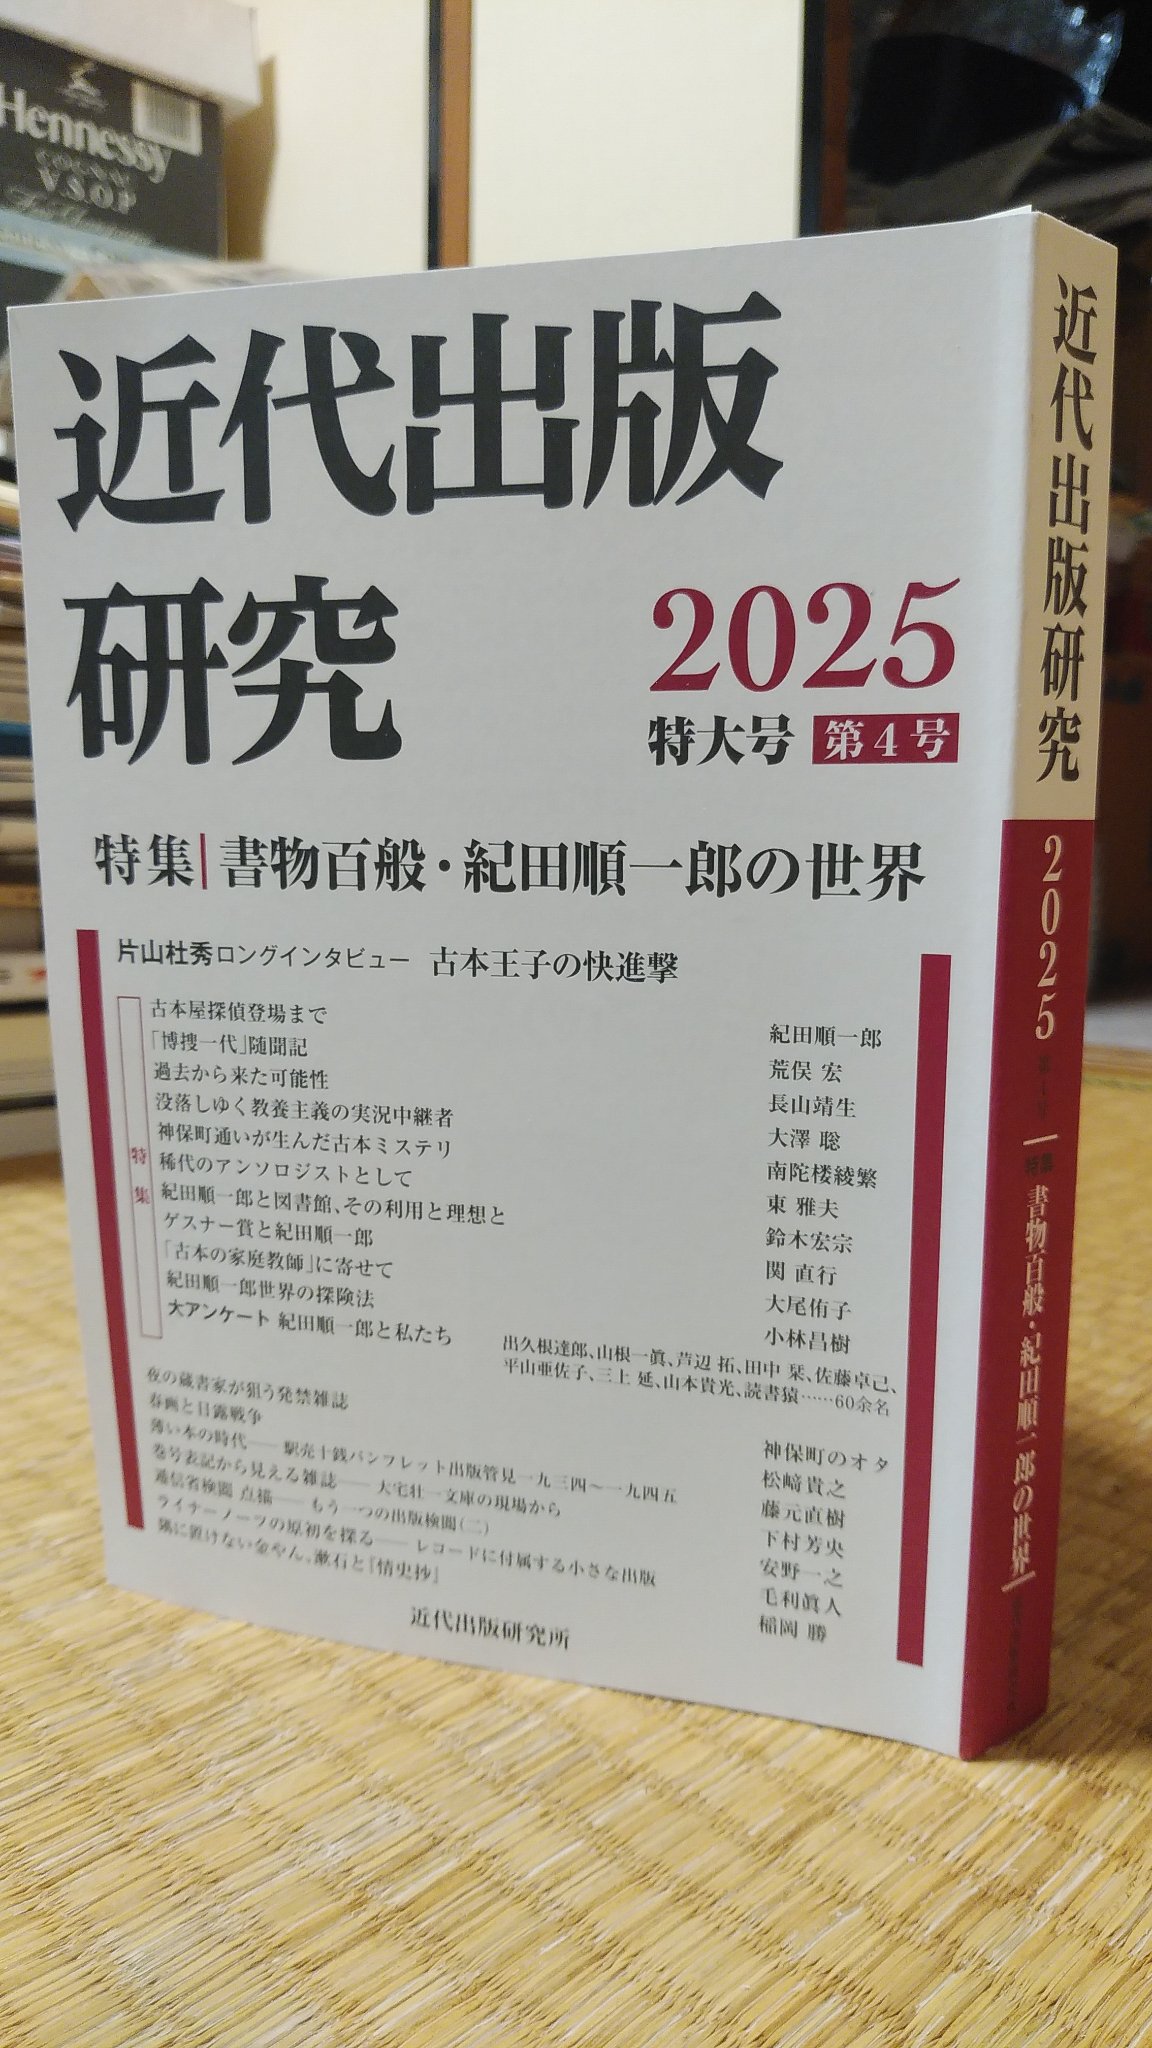 Hennessy
COGNAC
V.S.O.P
近代出版
研究
2025
特大号 第4号
特集 書物百般・紀田順一郎の世界
片山杜秀ロングインタビュー 古本王子の快進撃
特集
古本屋探偵登場まで 紀田順一郎
「博捜一代」随聞記 荒俣 宏
過去から来た可能性 長山靖生
没落しゆく教養主義の実況中継者 大澤 聡
神保町通いが生んだ古本ミステリ 南陀楼綾繁
稀代のアンソロジストとして 東 雅夫
紀田順一郎と図書館、その利用と理想と 鈴木宏宗
ゲスナー賞と紀田順一郎 関 直行
「古本の家庭教師」に寄せて 大尾侑子
紀田順一郎世界の探険法 小林昌樹
大アンケート 紀田順一郎と私たち
出久根達郎、山根一眞、芦辺 拓、田中 栞、佐藤卓己、
平山亜佐子、三上 延、山本貴光、読書猿……60余名
夜の蔵書家が狙う発禁雑誌 神保町のオタ
春画と日露戦争 松﨑貴之
薄い本の時代── 駅売十銭パンフレット出版管見一九三四〜一九四五 藤元直樹
巻号表記から見える雑誌── 大宅壮一文庫の現場から 下村芳央
逓信省検閲 点描── もう一つの出版検閲(二) 安野一之
ライナーノーツの原初を探る── レコードに付属する小さな出版 毛利眞人
隅に置けない金やん。漱石と『情史抄』 稲岡 勝
近代出版研究所
近代出版研究
2025
第4号
特集 書物百般・紀田順一郎の世界